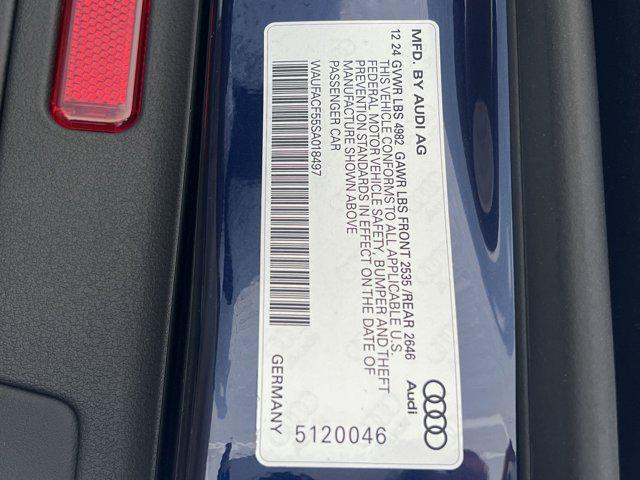 MFD. BY AUDI AG
12 24 GVWR LBS 4982 GAWR LBS FRONT 2535 /REAR 2646
THIS VEHICLE CONFORMS TO ALL APPLICABLE U.S.
FEDERAL MOTOR VEHICLE SAFETY, BUMPER AND THEFT
PREVENTION STANDARDS IN EFFECT ON THE DATE OF
MANUFACTURE SHOWN ABOVE
PASSENGER CAR
WAUFACF55SA018497
Audi
GERMANY
5120046